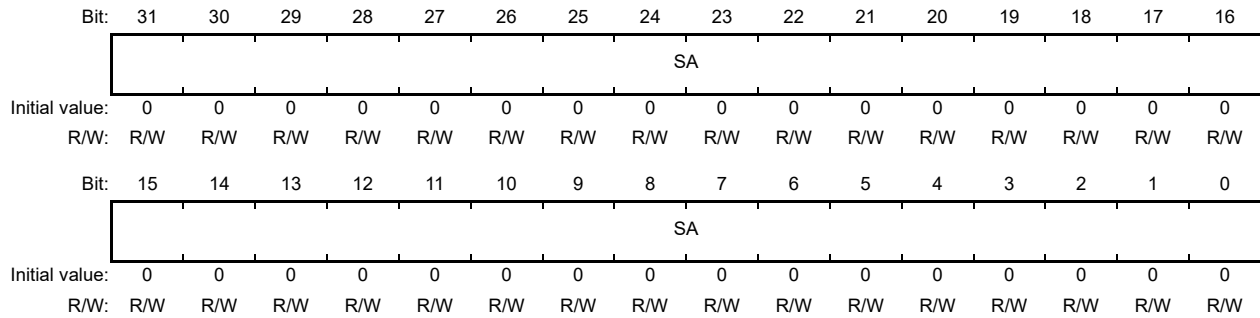 Bit: 31 30 29 28 27 26 25 24 23 22 21 20 19 18 17 16
SA
Initial value: 0 0 0 0 0 0 0 0 0 0 0 0 0 0 0 0
R/W: R/W R/W R/W R/W R/W R/W R/W R/W R/W R/W R/W R/W R/W R/W R/W R/W
Bit: 15 14 13 12 11 10 9 8 7 6 5 4 3 2 1 0
SA
Initial value: 0 0 0 0 0 0 0 0 0 0 0 0 0 0 0 0
R/W: R/W R/W R/W R/W R/W R/W R/W R/W R/W R/W R/W R/W R/W R/W R/W R/W